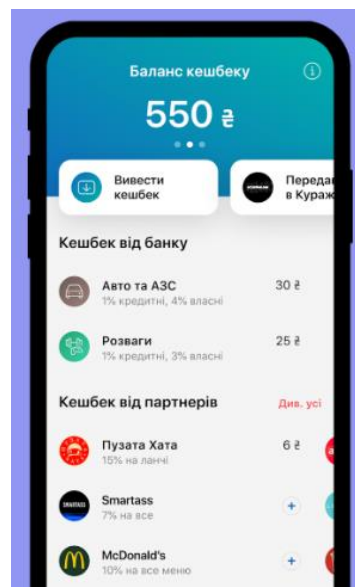 Баланс кешбеку
550 ₴
Вивести
кешбек
Переда
в Кураж
Кешбек від банку
Авто та АЗС
30 ₴
1% кредитні, 4% власні
Розваги
25 ₴
1% кредитні, 3% власні
Кешбек від партнерів
Див. усі
Пузата Хата
6 ₴
15% на ланчі
SMARTASS
Smartass
7% на все
+
McDonald's
10% на все меню
+